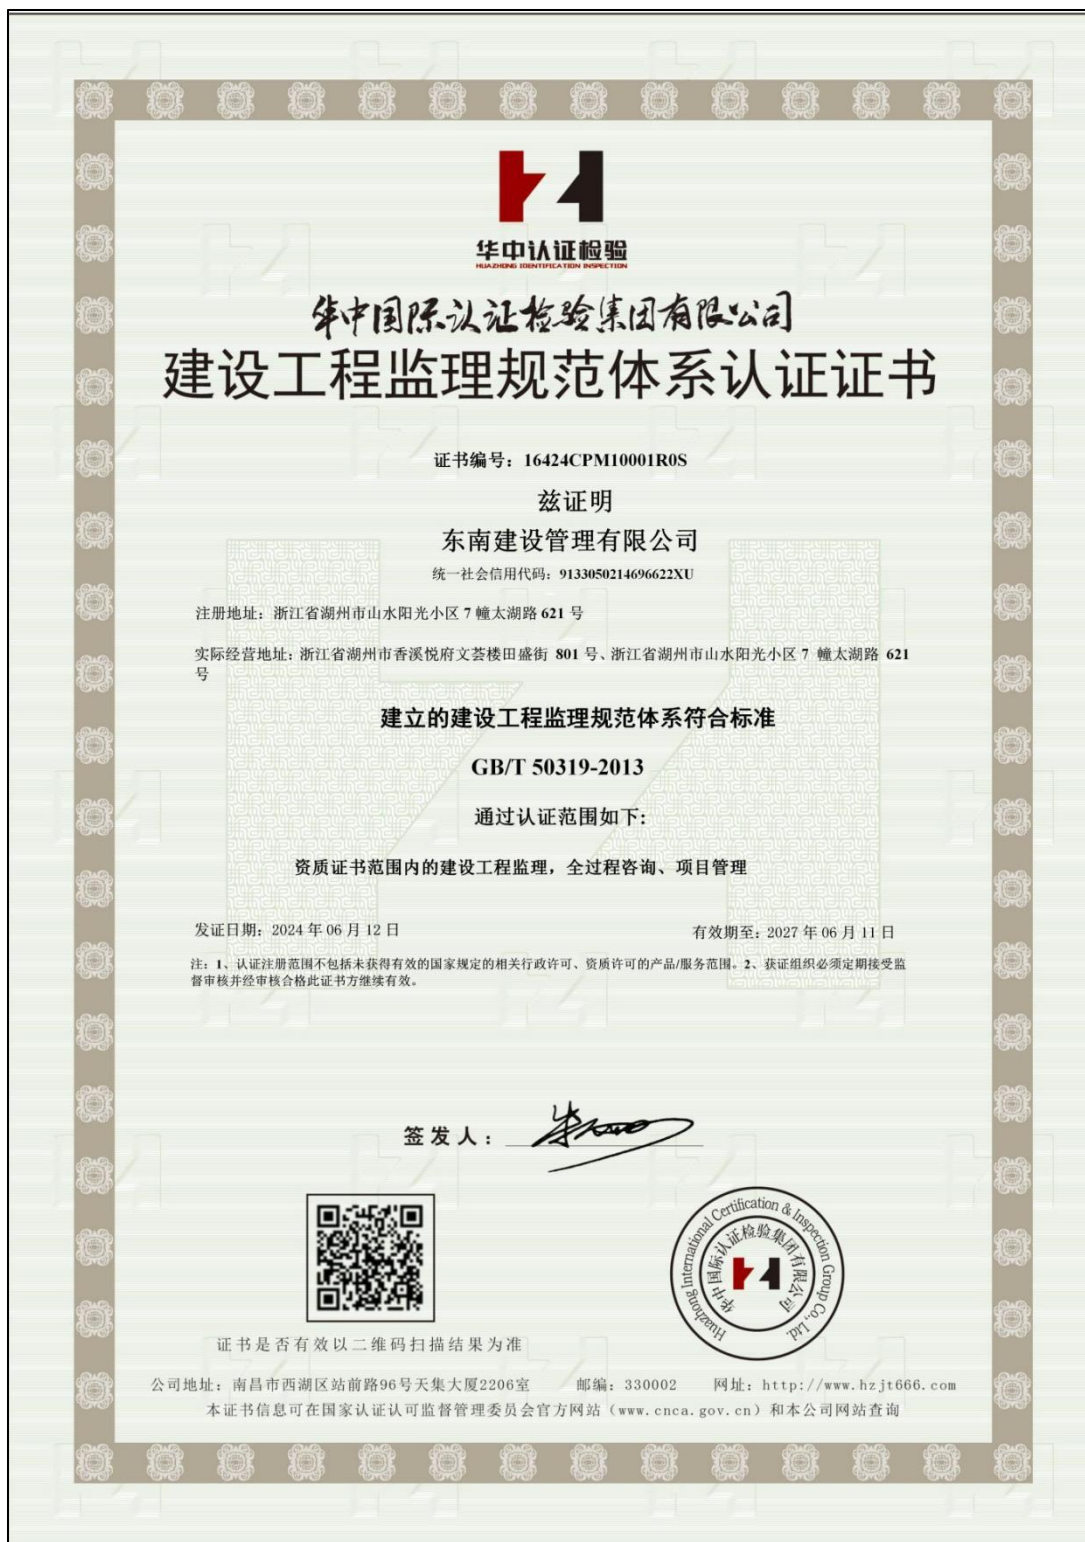 华中认证检验
HUAZHONG IDENTIFICATION INSPECTION
华中国际认证检验集团有限公司
建设工程监理规范体系认证证书
证书编号：16424CPM10001R0S
兹证明
东南建设管理有限公司
统一社会信用代码：9133050214696622XU
注册地址：浙江省湖州市山水阳光小区 7 幢太湖路 621 号
实际经营地址：浙江省湖州市香溪悦府文荟楼田盛街 801 号、浙江省湖州市山水阳光小区 7 幢太湖路 621
号
建立的建设工程监理规范体系符合标准
GB/T 50319-2013
通过认证范围如下：
资质证书范围内的建设工程监理，全过程咨询、项目管理
发证日期：2024 年 06 月 12 日
有效期至：2027 年 06 月 11 日
注：1、认证注册范围不包括未获得有效的国家规定的相关行政许可、资质许可的产品/服务范围。2、获证组织必须定期接受监
督审核并经审核合格此证书方继续有效。
签发人：
Huazhong International Certification & Inspection Group Co., Ltd.
华中国际认证检验集团有限公司
证书是否有效以二维码扫描结果为准
公司地址：南昌市西湖区站前路96号天集大厦2206室 邮编：330002 网址：http://www.hzjt666.com
本证书信息可在国家认证认可监督管理委员会官方网站（www.cnca.gov.cn）和本公司网站查询